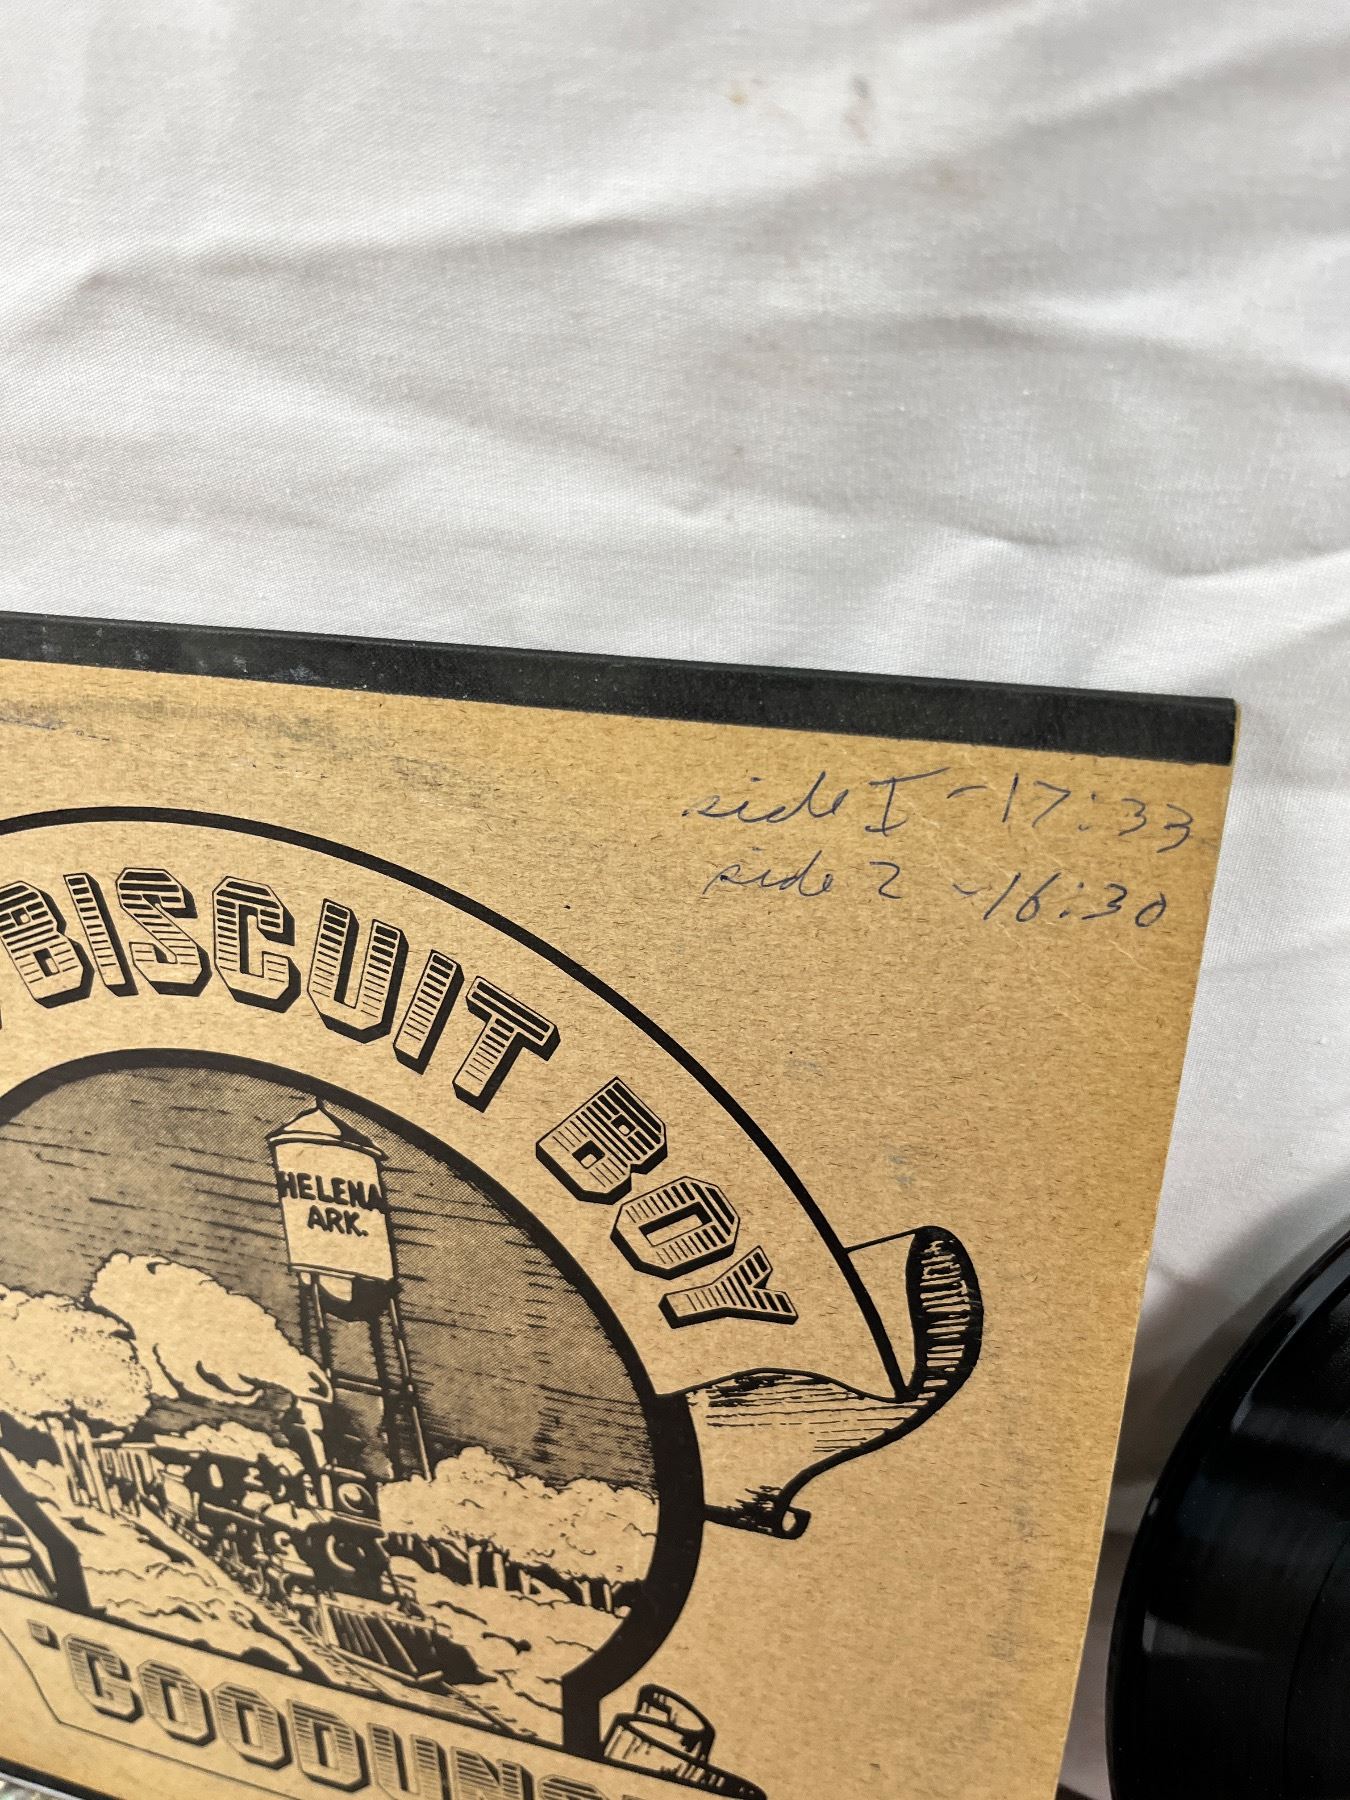 side I - 17:33
side 2 - 16:30
BISCUIT BOY
HELENA
ARK.
"GOODUNS